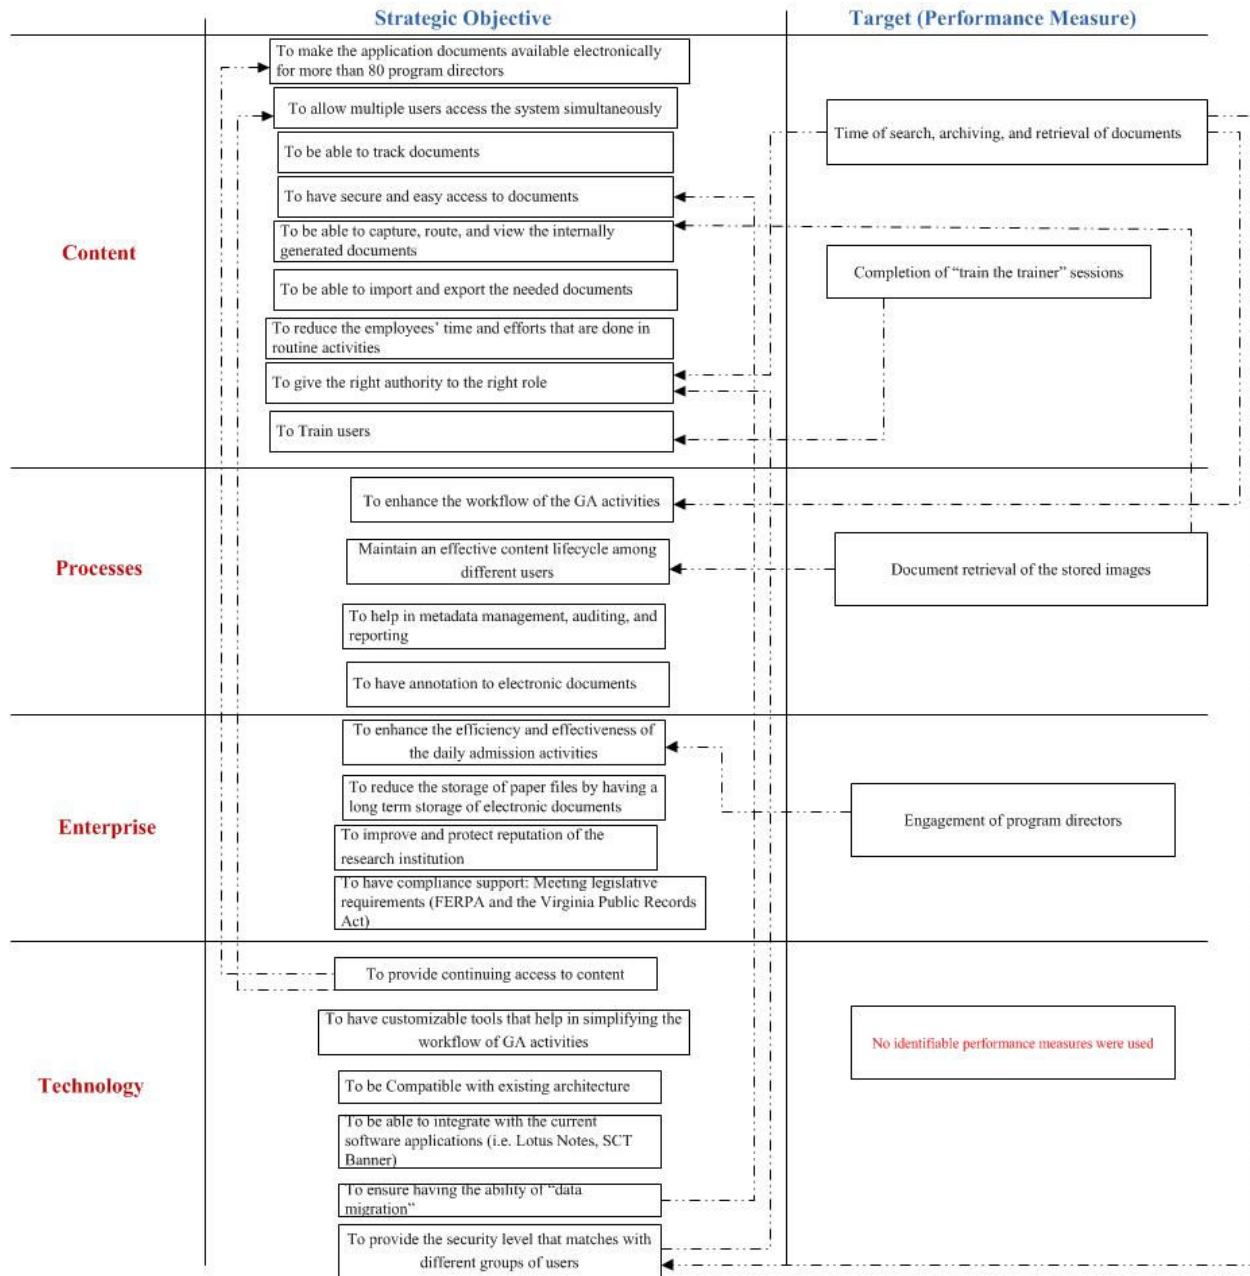 Strategic Objective
Target (Performance Measure)
Content
To make the application documents available electronically
for more than 80 program directors
To allow multiple users access the system simultaneously
To be able to track documents
To have secure and easy access to documents
To be able to capture, route, and view the internally
generated documents
To be able to import and export the needed documents
To reduce the employees' time and efforts that are done in
routine activities
To give the right authority to the right role
To Train users
Time of search, archiving, and retrieval of documents
Completion of “train the trainer” sessions
Processes
To enhance the workflow of the GA activities
Maintain an effective content lifecycle among
different users
To help in metadata management, auditing, and
reporting
To have annotation to electronic documents
Document retrieval of the stored images
Enterprise
To enhance the efficiency and effectiveness of
the daily admission activities
To reduce the storage of paper files by having a
long term storage of electronic documents
To improve and protect reputation of the
research institution
To have compliance support: Meeting legislative
requirements (FERPA and the Virginia Public Records
Act)
Engagement of program directors
Technology
To provide continuing access to content
To have customizable tools that help in simplifying the
workflow of GA activities
To be Compatible with existing architecture
To be able to integrate with the current
software applications (i.e. Lotus Notes, SCT
Banner)
To ensure having the ability of “data
migration”
To provide the security level that matches with
different groups of users
No identifiable performance measures were used